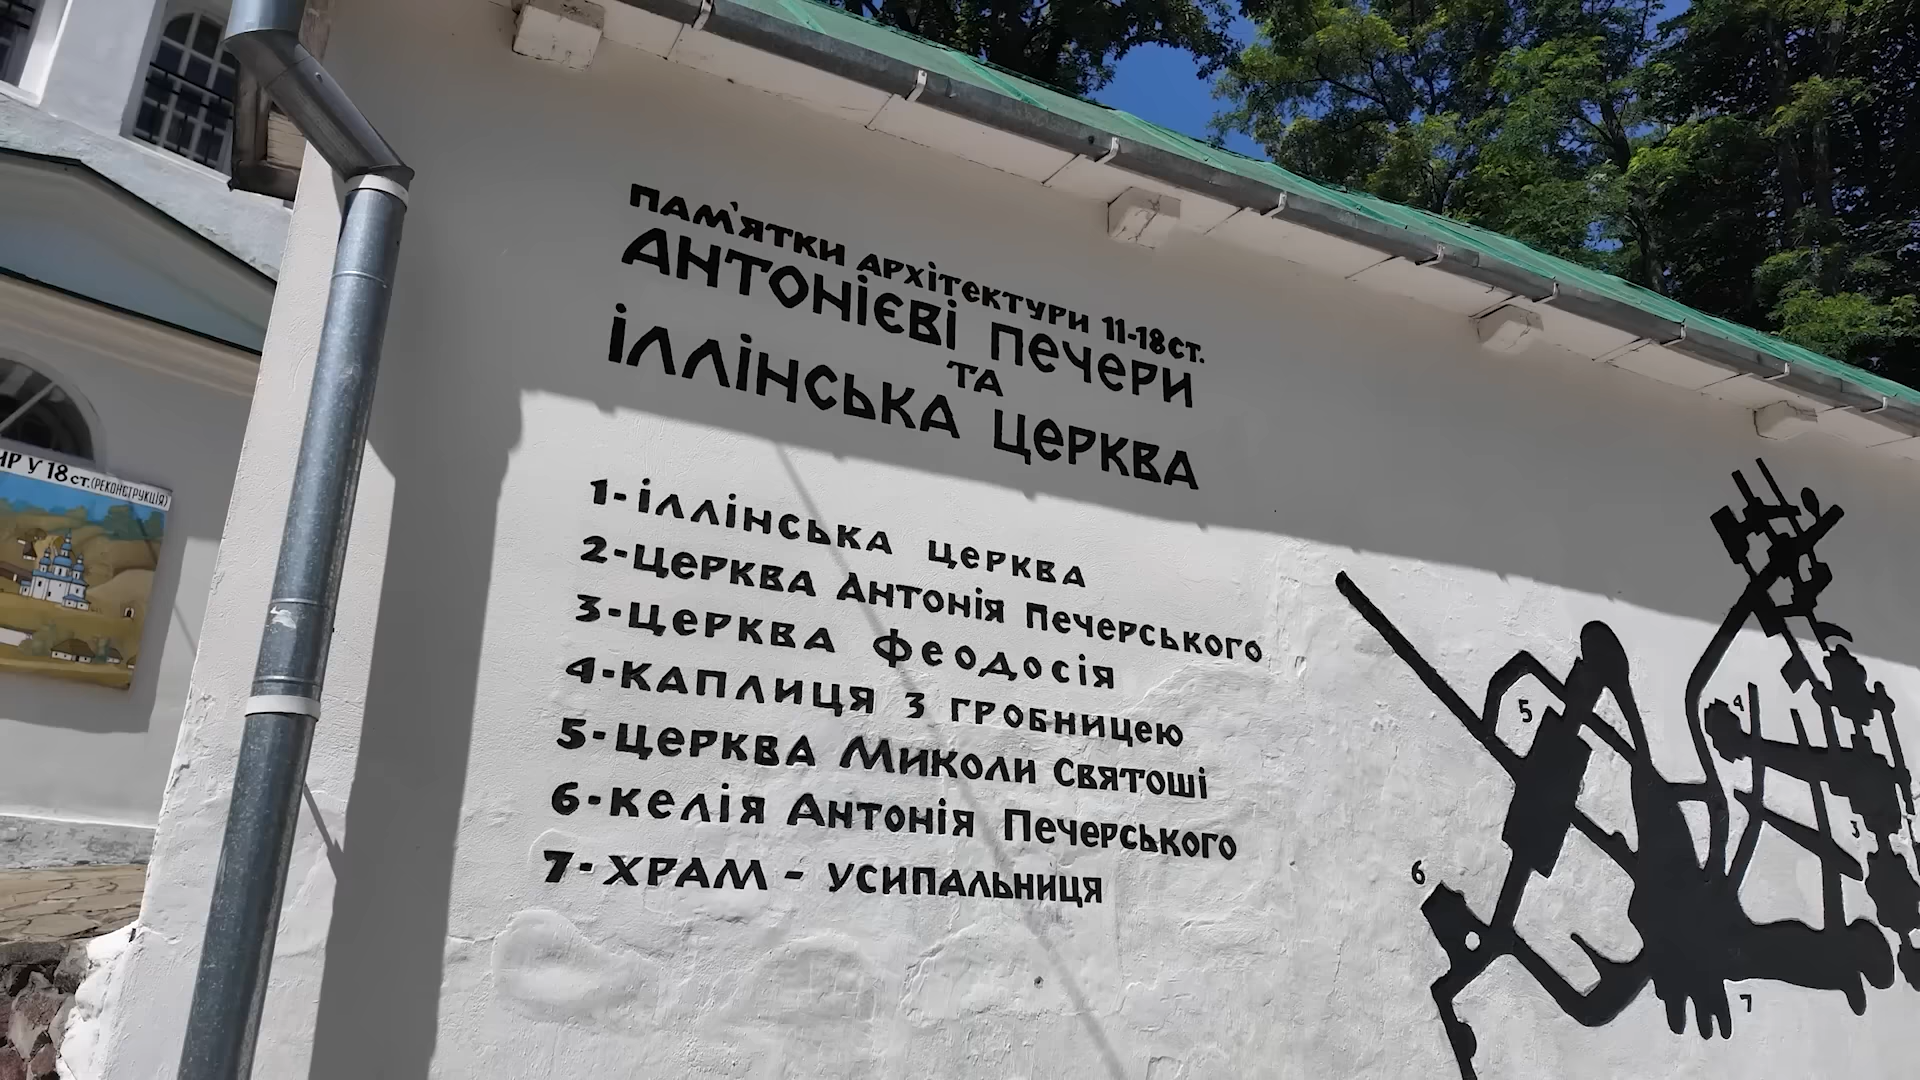 ПАМ'ЯТКИ АРХІТЕКТУРИ 11-18 СТ.
АНТОНІЄВІ ПЕЧЕРИ
ТА
ІЛЛІНСЬКА ЦЕРКВА
1-ІЛЛІНСЬКА ЦЕРКВА
2-ЦЕРКВА АНТОНІЯ ПЕЧЕРСЬКОГО
3-ЦЕРКВА ФЕОДОСІЯ
4-КАПЛИЦЯ З ГРОБНИЦЕЮ
5-ЦЕРКВА МИКОЛИ СВЯТОШІ
6-КЕЛІЯ АНТОНІЯ ПЕЧЕРСЬКОГО
7-ХРАМ - УСИПАЛЬНИЦЯ
У 18 СТ. (РЕКОНСТРУКЦІЯ)
5
4
3
6
7